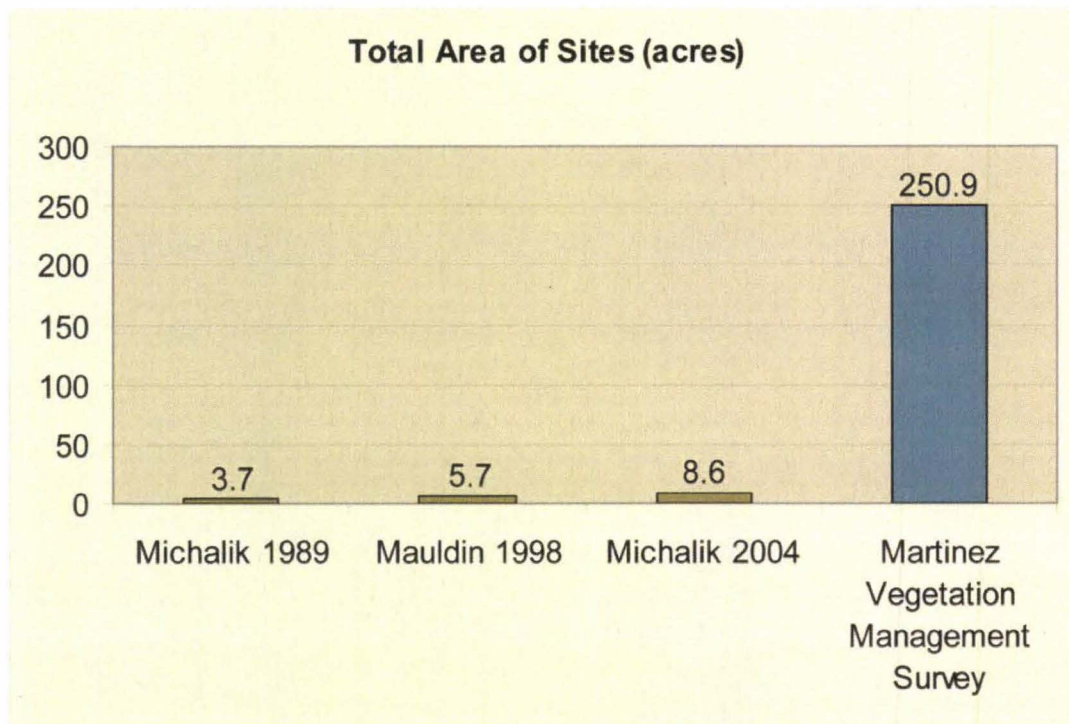 Total Area of Sites (acres)
300
250
200
150
100
50
0
250.9
3.7
5.7
8.6
Michalik 1989
Mauldin 1998
Michalik 2004
Martinez
Vegetation
Management
Survey